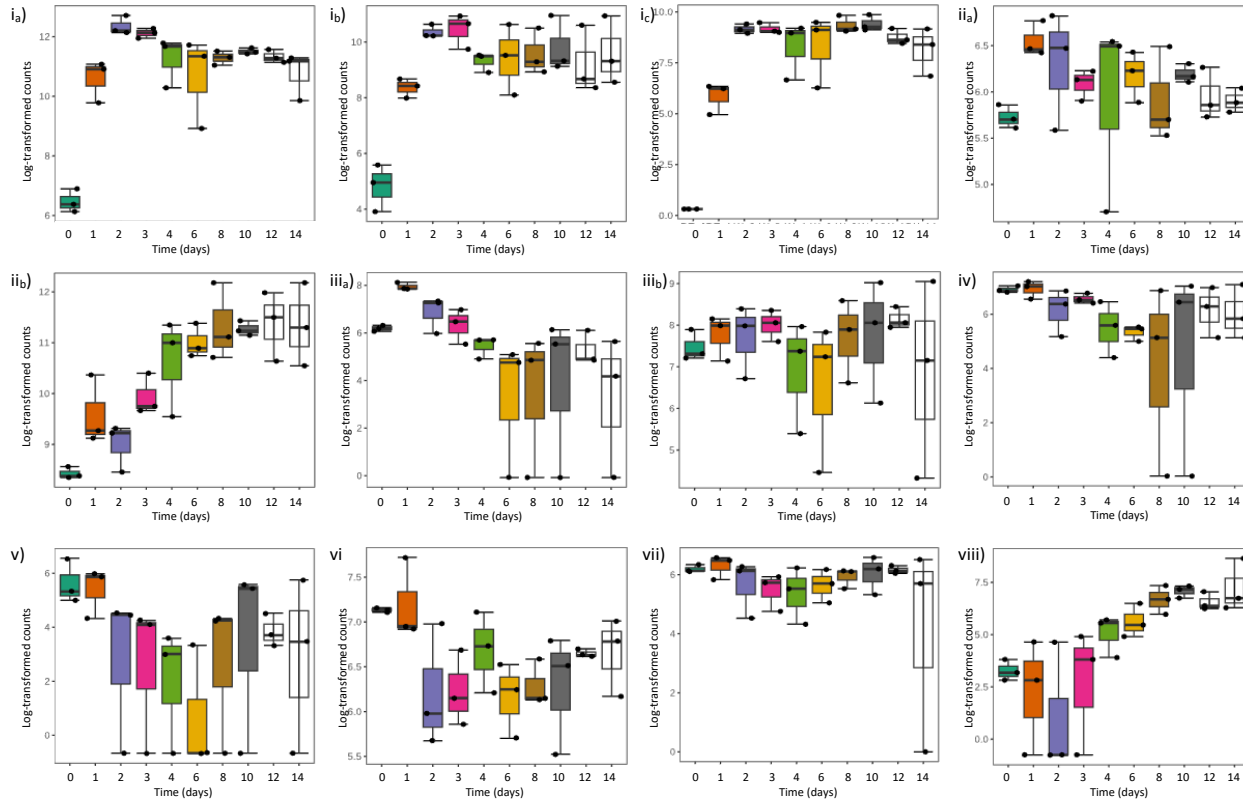 i a)
Log-transformed counts
12
10
8
6
0 1 2 3 4 6 8 10 12 14
Time (days)
i b)
Log-transformed counts
10
8
6
4
0 1 2 3 4 6 8 10 12 14
Time (days)
i c)
Log-transformed counts
10.0
7.5
5.0
2.5
0.0
0 1 2 3 4 6 8 10 12 14
Time (days)
ii a)
Log-transformed counts
6.5
6.0
5.5
5.0
0 1 2 3 4 6 8 10 12 14
Time (days)
ii b)
Log-transformed counts
12
11
10
9
0 1 2 3 4 6 8 10 12 14
Time (days)
iii a)
Log-transformed counts
8
6
4
2
0
0 1 2 3 4 6 8 10 12 14
Time (days)
iii b)
Log-transformed counts
9
8
7
6
5
0 1 2 3 4 6 8 10 12 14
Time (days)
iv)
Log-transformed counts
6
4
2
0
0 1 2 3 4 6 8 10 12 14
Time (days)
v)
Log-transformed counts
6
4
2
0
0 1 2 3 4 6 8 10 12 14
Time (days)
vi
Log-transformed counts
7.5
7.0
6.5
6.0
5.5
0 1 2 3 4 6 8 10 12 14
Time (days)
vii)
Log-transformed counts
6
4
2
0
0 1 2 3 4 6 8 10 12 14
Time (days)
viii)
Log-transformed counts
7.5
5.0
2.5
0.0
0 1 2 3 4 6 8 10 12 14
Time (days)